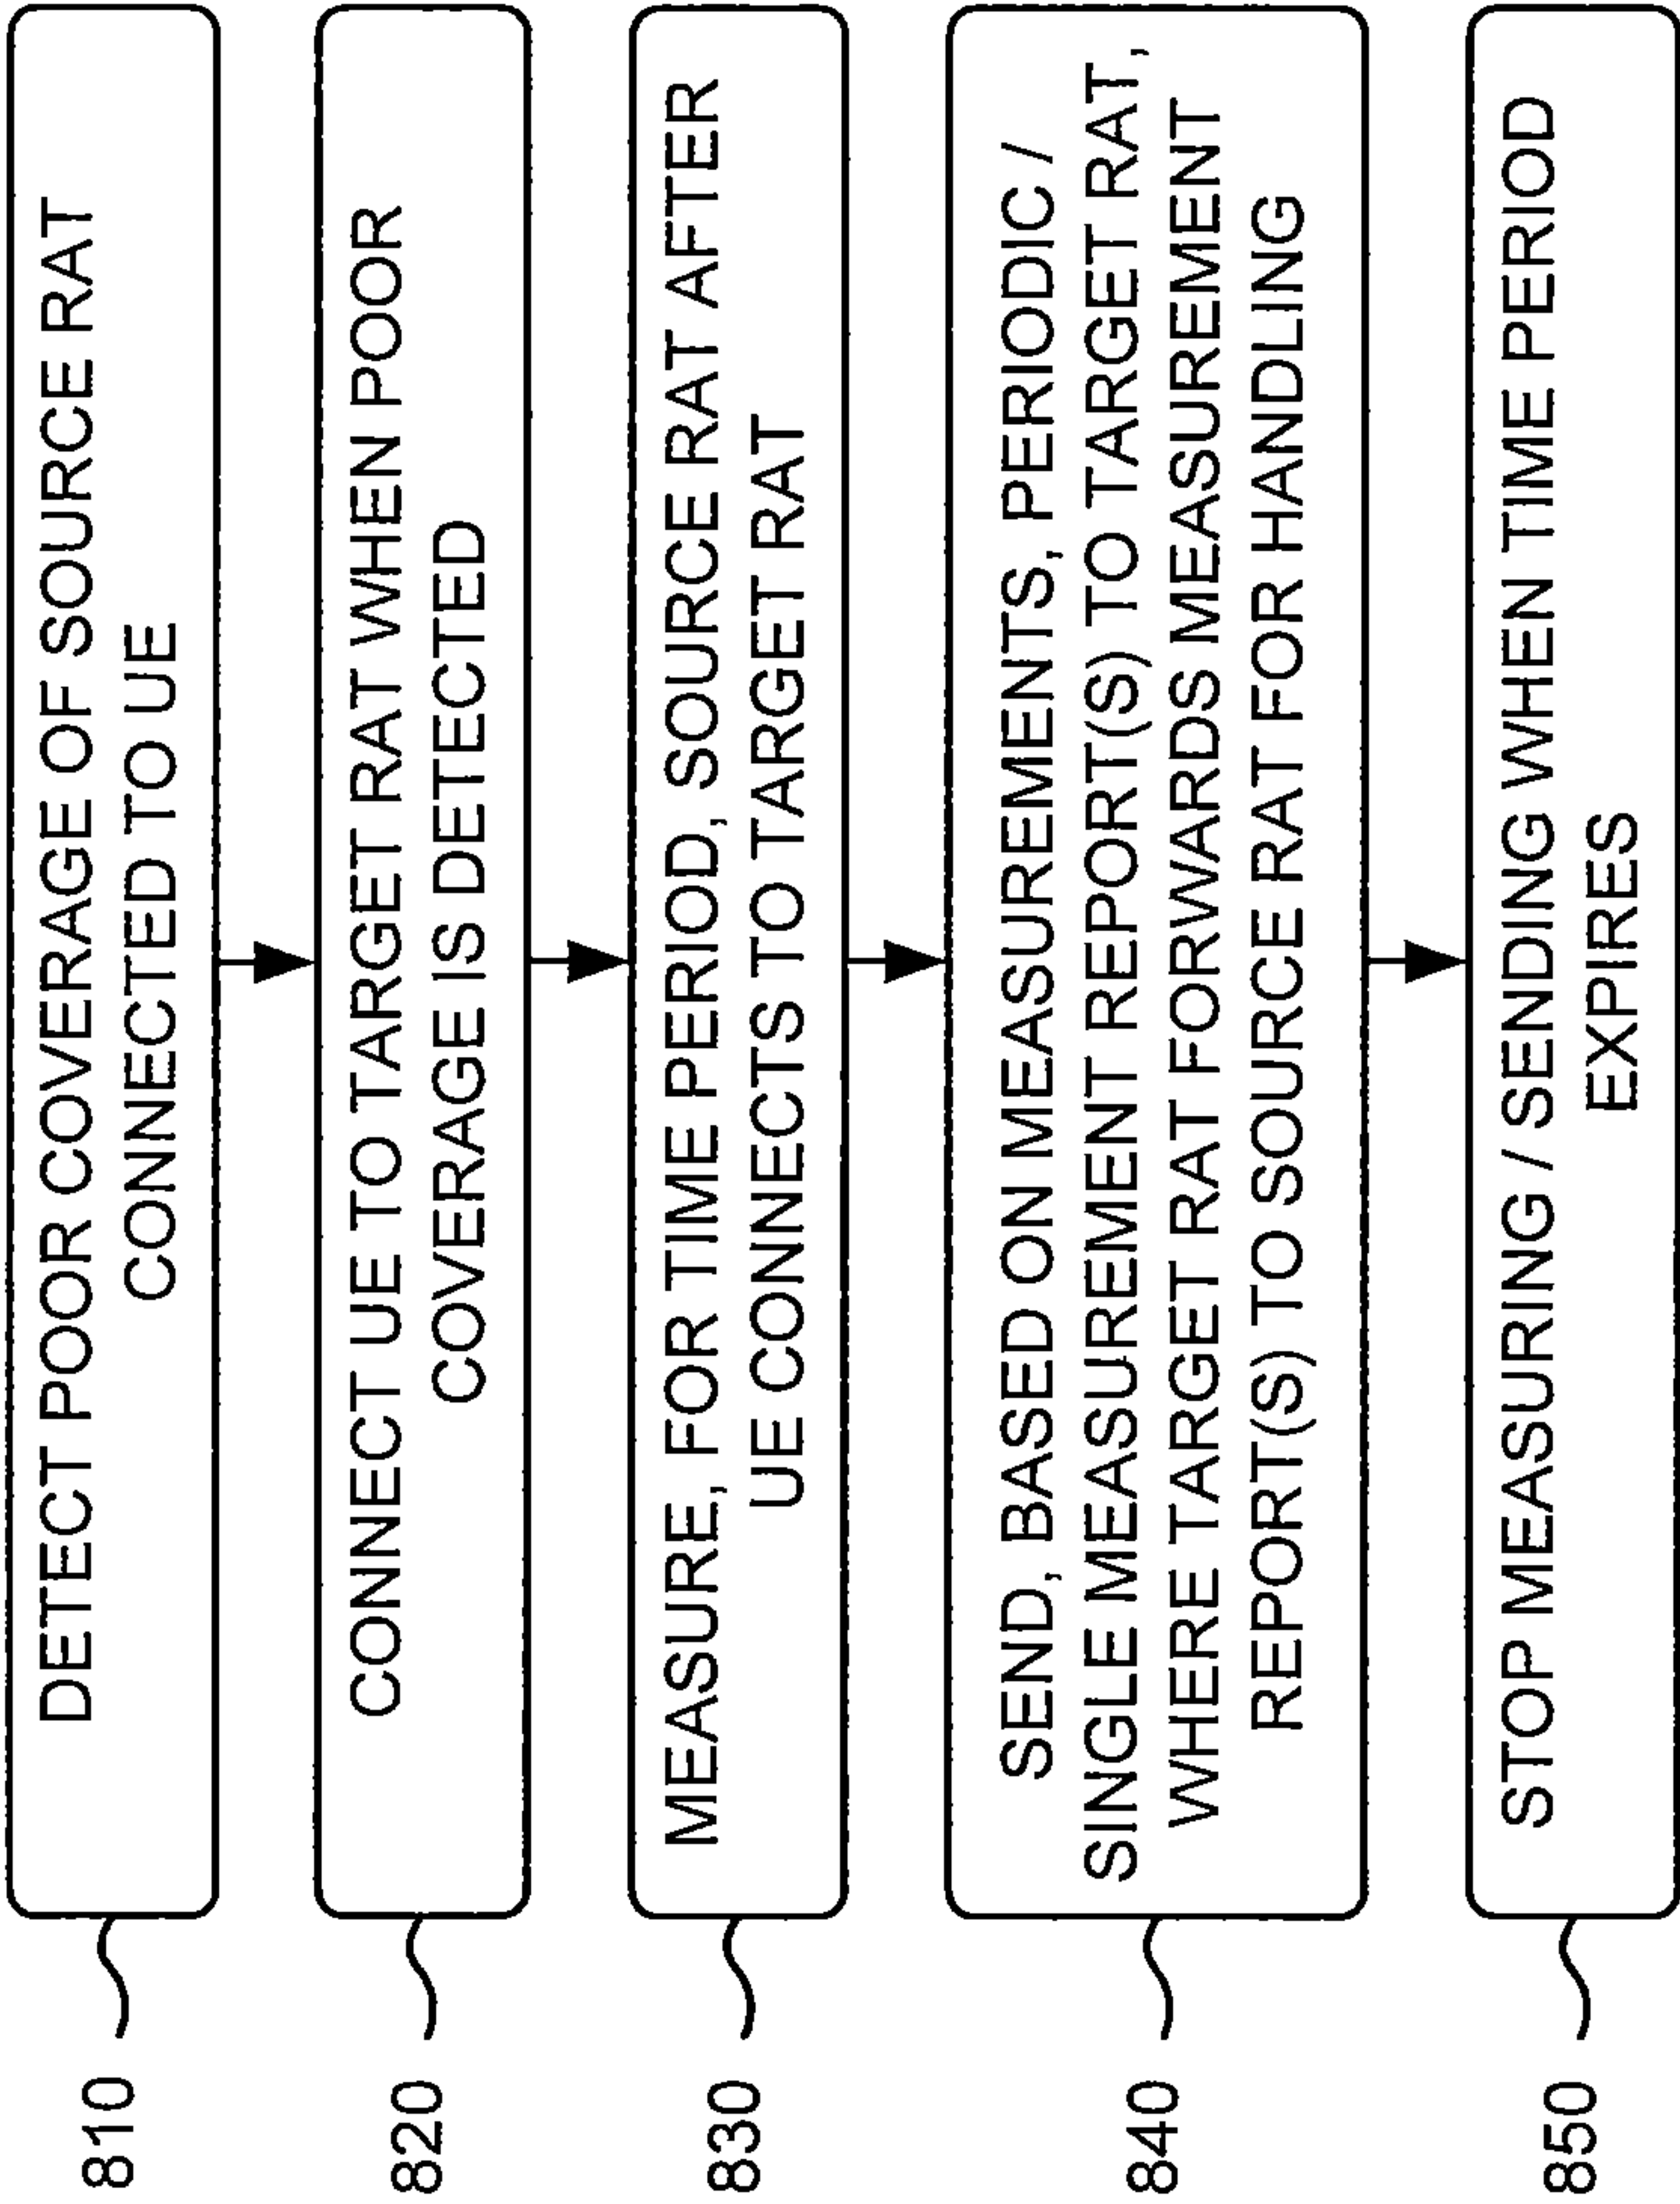 810
DETECT POOR COVERAGE OF SOURCE RAT
CONNECTED TO UE
820
CONNECT UE TO TARGET RAT WHEN POOR
COVERAGE IS DETECTED
830
MEASURE, FOR TIME PERIOD, SOURCE RAT AFTER
UE CONNECTS TO TARGET RAT
840
SEND, BASED ON MEASUREMENTS, PERIODIC /
SINGLE MEASUREMENT REPORT(S) TO TARGET RAT,
WHERE TARGET RAT FORWARDS MEASUREMENT
REPORT(S) TO SOURCE RAT FOR HANDLING
850
STOP MEASURING / SENDING WHEN TIME PERIOD
EXPIRES